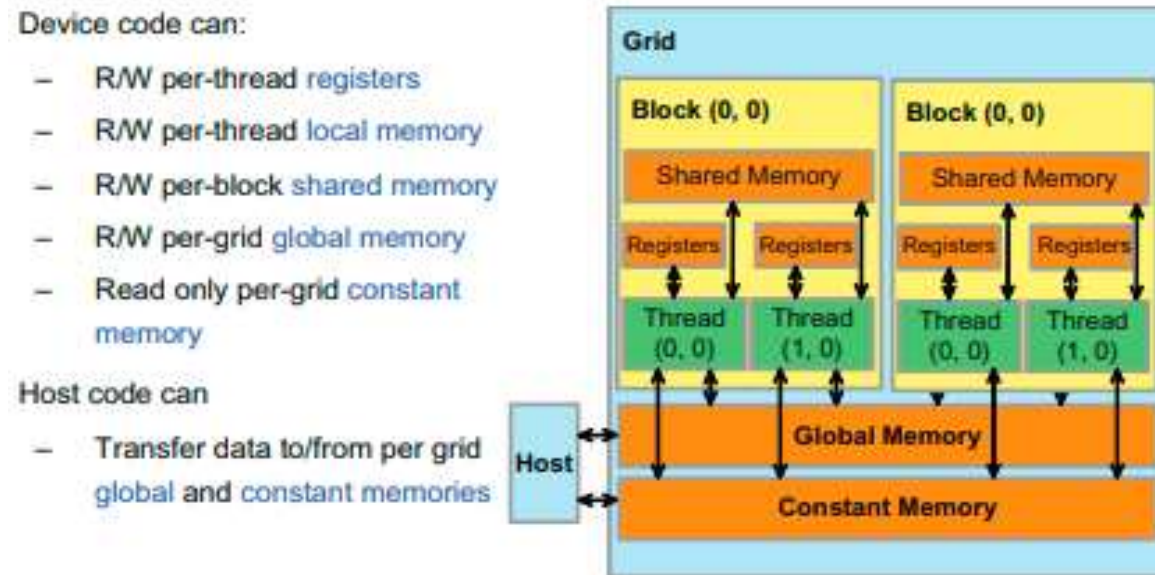 Device code can:
– R/W per-thread registers
– R/W per-thread local memory
– R/W per-block shared memory
– R/W per-grid global memory
– Read only per-grid constant
memory
Host code can
– Transfer data to/from per grid
global and constant memories
Grid
Block (0, 0)
Shared Memory
Registers
Registers
Thread
(0, 0)
Thread
(1, 0)
Block (0, 0)
Shared Memory
Registers
Registers
Thread
(0, 0)
Thread
(1, 0)
Host
Global Memory
Constant Memory